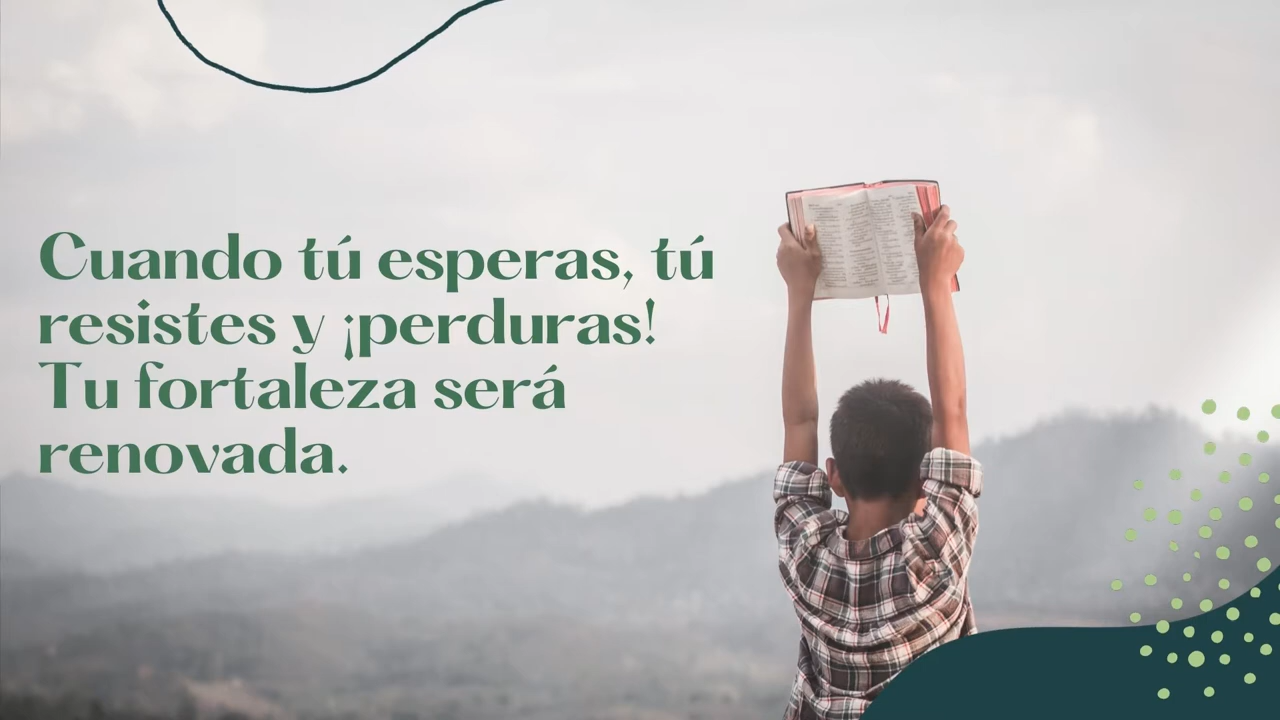 Cuando tú esperas, tú
resistes y ¡perduras!
Tu fortaleza será
renovada.